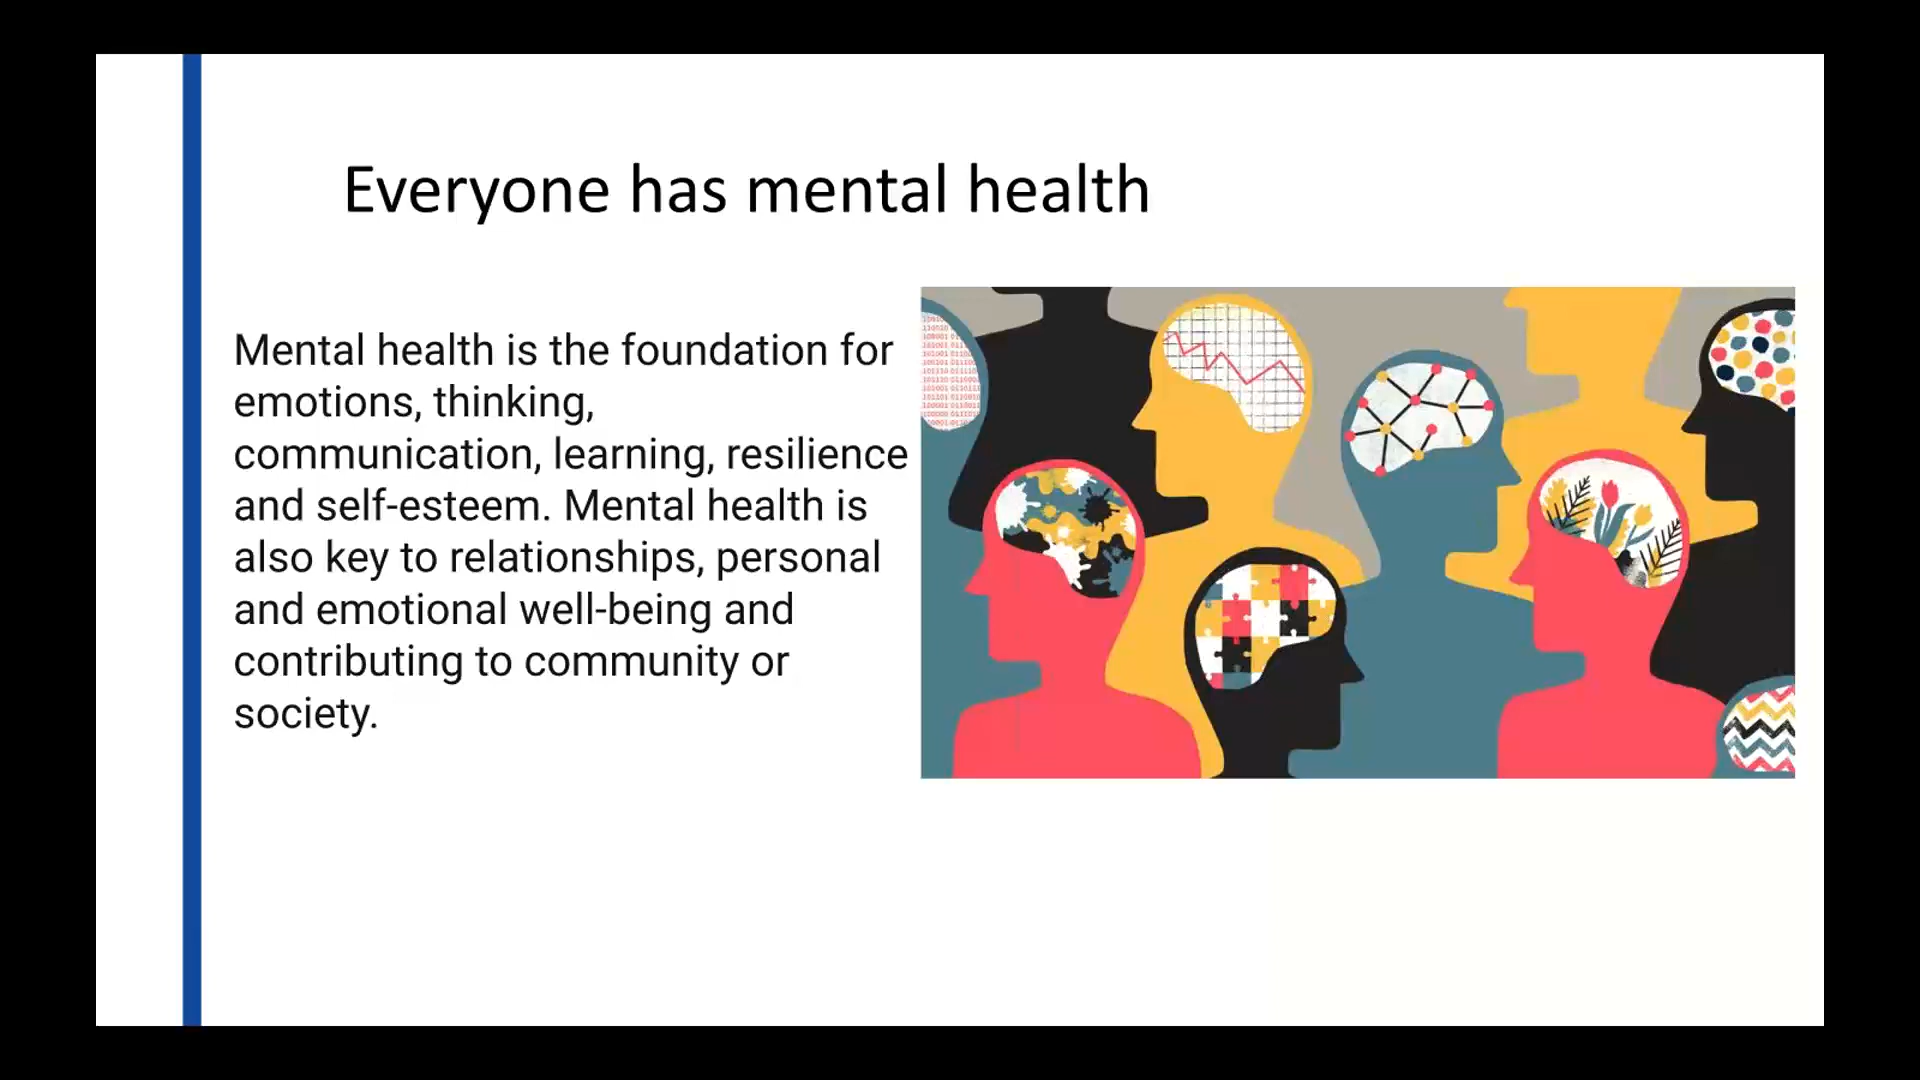 Everyone has mental health
Mental health is the foundation for
emotions, thinking,
communication, learning, resilience
and self-esteem. Mental health is
also key to relationships, personal
and emotional well-being and
contributing to community or
society.